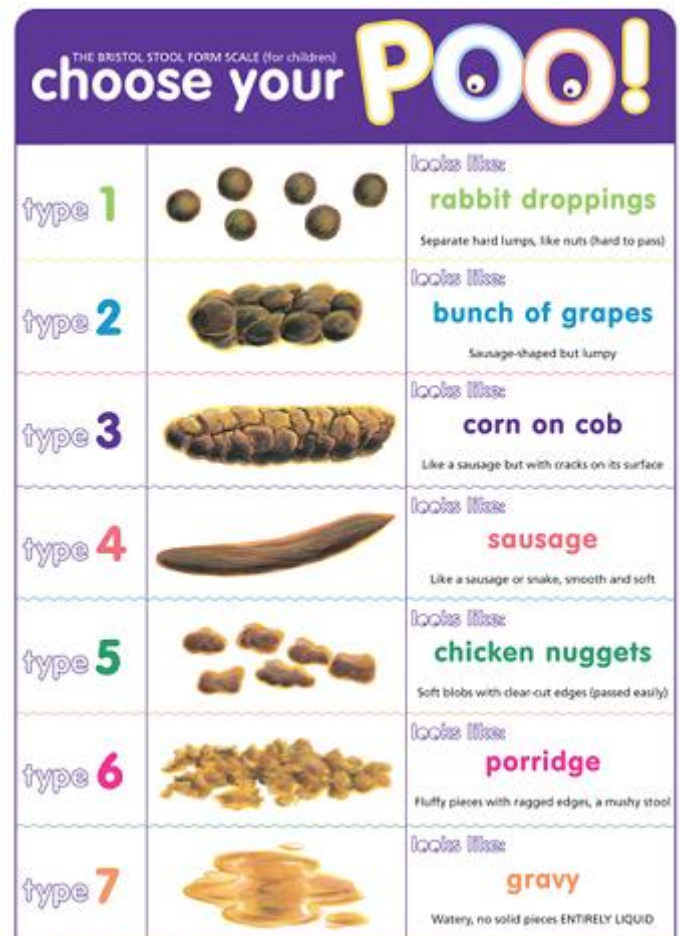 THE BRISTOL STOOL FORM SCALE (for children)
choose your POO!
type 1
looks like:
rabbit droppings
Separate hard lumps, like nuts (hard to pass)
type 2
looks like:
bunch of grapes
Sausage-shaped but lumpy
type 3
looks like:
corn on cob
Like a sausage but with cracks on its surface
type 4
looks like:
sausage
Like a sausage or snake, smooth and soft
type 5
looks like:
chicken nuggets
Soft blobs with clear-cut edges (passed easily)
type 6
looks like:
porridge
Fluffy pieces with ragged edges, a mushy stool
type 7
looks like:
gravy
Watery, no solid pieces ENTIRELY LIQUID